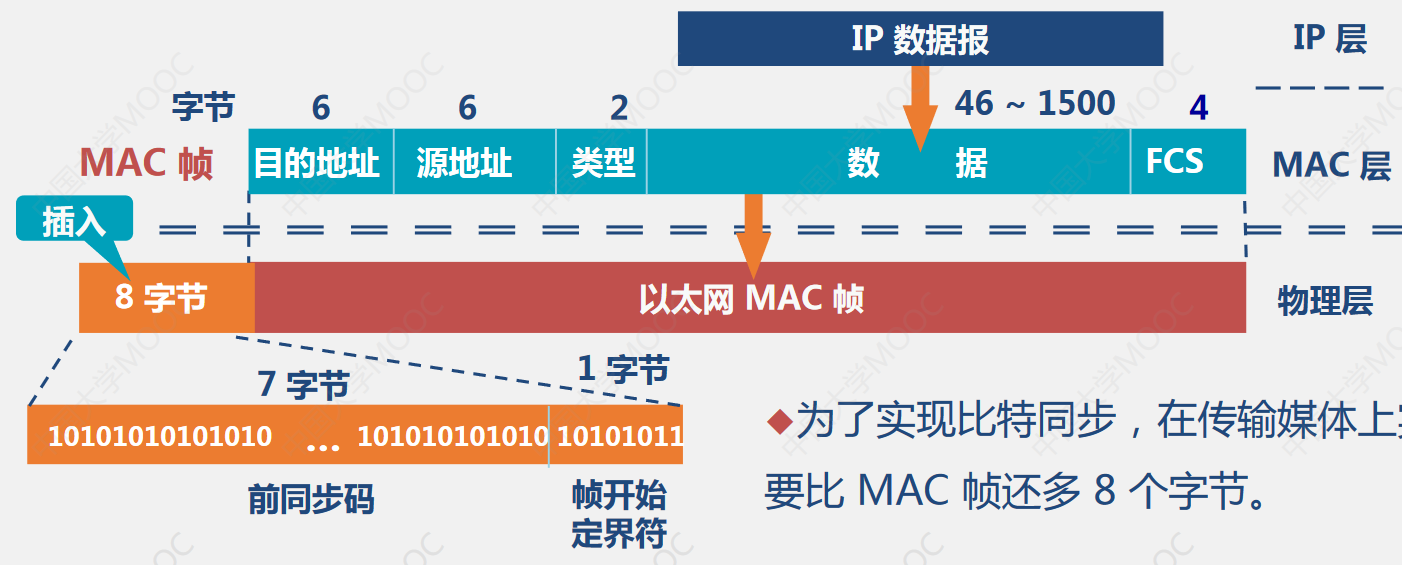 IP 数据报
IP 层
字节 6 6 2 46 ~ 1500 4
MAC 帧 目的地址 源地址 类型 数 据 FCS MAC 层
插入
8 字节 以太网 MAC 帧 物理层
7 字节 1 字节
10101010101010 … 101010101010 10101011
前同步码
帧开始
定界符
为了实现比特同步，在传输媒体上
要比 MAC 帧还多 8 个字节。
中国大学MOOC